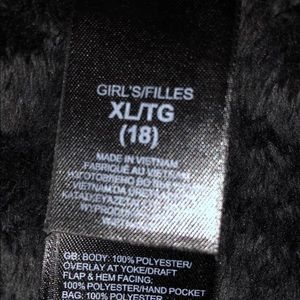 GIRL'S/FILLES
XL/TG
(18)
MADE IN VIETNAM
FABRIQUÉ AU VIETNAM
GB: BODY: 100% POLYESTER/
OVERLAY AT YOKE/DRAFT
FLAP & HEM FACING:
100% POLYESTER/HAND POCKET
BAG: 100% POLYESTER/